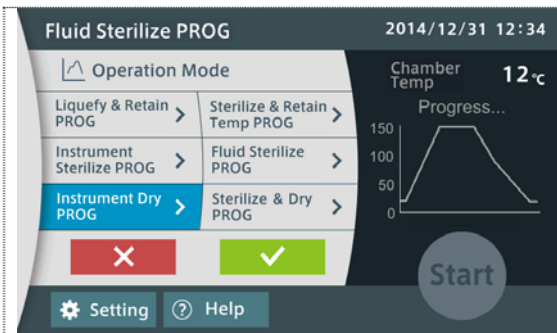 Fluid Sterilize PROG
2014/12/31 12:34
Operation Mode
Liquefy & Retain
PROG
Sterilize & Retain
Temp PROG
Instrument
Sterilize PROG
Fluid Sterilize
PROG
Instrument Dry
PROG
Sterilize & Dry
PROG
Setting
? Help
Chamber
Temp
12℃
Progress...
150
100
50
0
Start